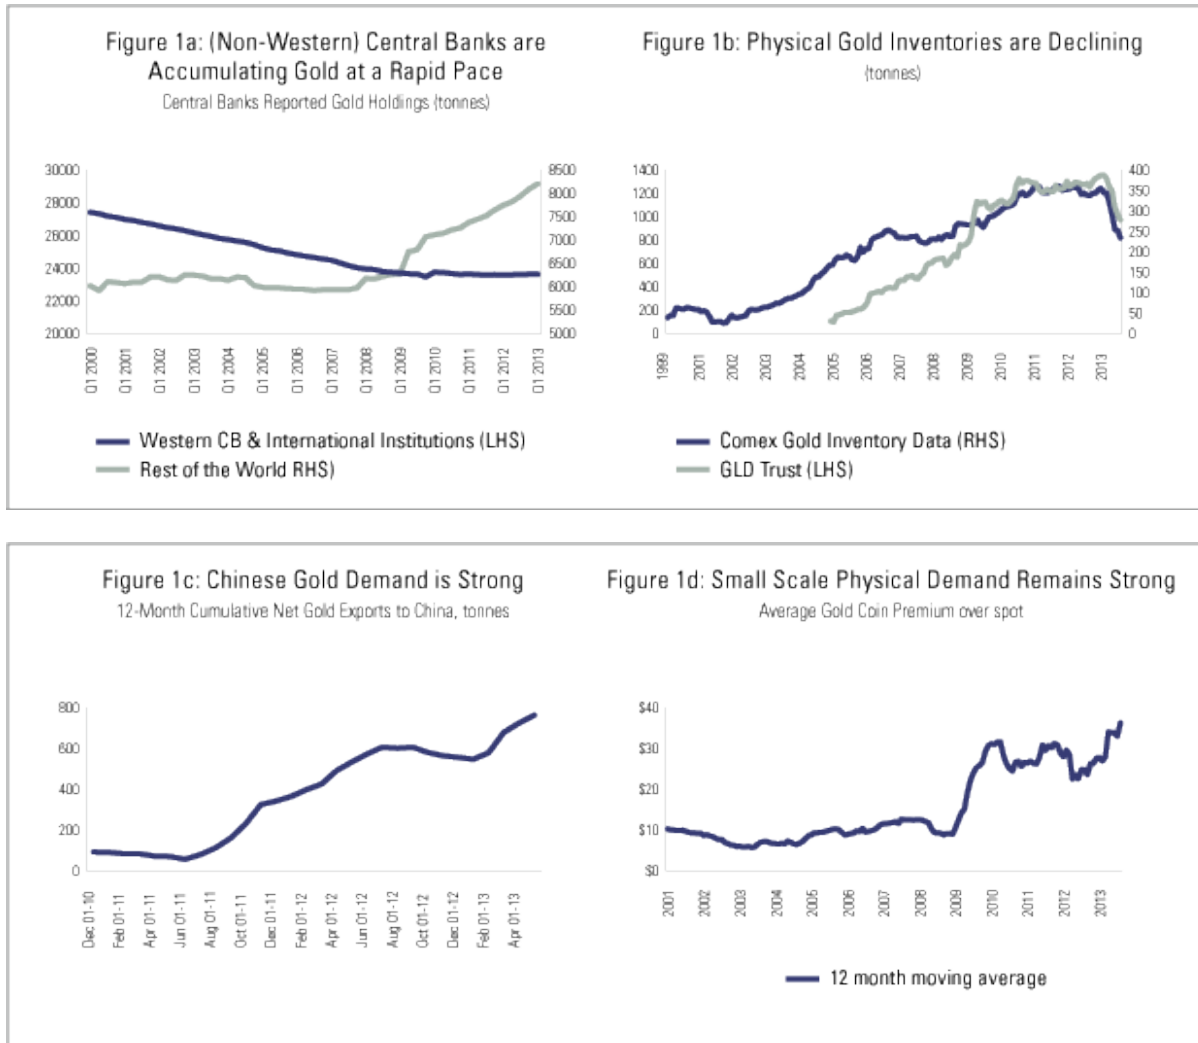 Figure 1a: (Non-Western) Central Banks are
Accumulating Gold at a Rapid Pace
Central Banks Reported Gold Holdings (tonnes)
30000
28000
26000
24000
22000
20000
8500
8000
7500
7000
6500
6000
5500
5000
Q1 2000
Q1 2001
Q1 2002
Q1 2003
Q1 2004
Q1 2005
Q1 2006
Q1 2007
Q1 2008
Q1 2009
Q1 2010
Q1 2011
Q1 2012
Q1 2013
Western CB & International Institutions (LHS)
Rest of the World RHS)
Figure 1b: Physical Gold Inventories are Declining
(tonnes)
1400
1200
1000
800
600
400
200
0
400
350
300
250
200
150
100
50
0
1999
2001
2002
2003
2004
2005
2006
2007
2008
2009
2010
2011
2012
2013
Comex Gold Inventory Data (RHS)
GLD Trust (LHS)
Figure 1c: Chinese Gold Demand is Strong
12-Month Cumulative Net Gold Exports to China, tonnes
800
600
400
200
0
Dec 01-10
Feb 01-11
Apr 01-11
Jun 01-11
Aug 01-11
Oct 01-11
Dec 01-11
Feb 01-12
Apr 01-12
Jun 01-12
Aug 01-12
Oct 01-12
Dec 01-12
Feb 01-13
Apr 01-13
Figure 1d: Small Scale Physical Demand Remains Strong
Average Gold Coin Premium over spot
$40
$30
$20
$10
$0
2001
2002
2003
2004
2005
2006
2007
2008
2009
2010
2011
2012
2013
12 month moving average